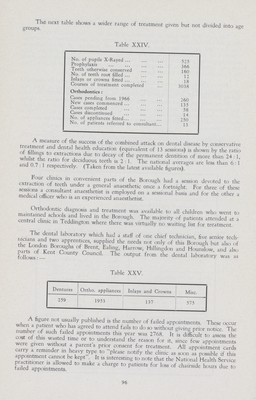 The next table shows a wider range of treatment given but not divided into age
groups.
Table XXIV.
No. of pupils X-Rayed ... 923
Prophylaxis ... 388
Teeth otherwise conserved ... 280
No. of teeth root filled ... 32
Inlays or crowns fitted ... 18
Courses of treatment completed 3038
Orthodontics:
Cases pending from 1966 ... 280
New cases commenced ... 135
Cases completed ... 58
Cases discontinued ... 14
No. of appliances fitted ... 236
No. of patients referred to consultant ... 15
A measure of the success of the combined attack on dental disease by conservative
treatment and dental health education (equivalent of 13 sessions) is shown by the ratio
of fillings to extractions due to decay of the permanent dentition of more than 24:1,
whilst the ratio for deciduous teeth is 2:1. The national averages are less than 6:1
and 0.7:1 respectively. (Taken from the latest available figures).
Four clinics in convenient parts of the Borough had a session devoted to the
extraction of teeth under a general anaesthetic once a fortnight. For these
sessions a consultant anaesthetist is employed on a sessional basis and for the other a
medical officer who is an experienced anaesthetist.
Orthodontic diagnosis and treatment was available to all children who went to
maintained schools and lived in the Borough. The majority of patients attended at a
central clinic at Teddington where there was virtually no waiting list for treatment.
The dental laboratory which had a staff of one chief technician, five senior tech-
nicians and two apprentices, supplied the needs not only of this Borough but also of
the London Boroughs of Brent, Ealing, Harrow, Hillingdon and Hounslow, and also
parts of Kent County Council. The output from the dental laboratory was as
follows:—
Table XXV.
Dentures Ortho. appliances Inlays and Crowns Misc.
259 1953 137 575
A figure not usually published is the number of failed appointments. These occur
when a patient who has agreed to attend fails to do so without giving prior notice. The
number of such failed appointments this year was 2768. It is difficult to assess the
cost of this wasted time or to understand the reason for it, since few appointments
were given without a parent's prior consent for treatment. All appointment cards
carry a reminder in heavy type to "please notify the clinic as soon as possible if this
appointment cannot be kept". It is interesting to note that the National Health Service
practitioner is allowed to make a charge to patients for loss of chairside hours due to
failed appointments.
96